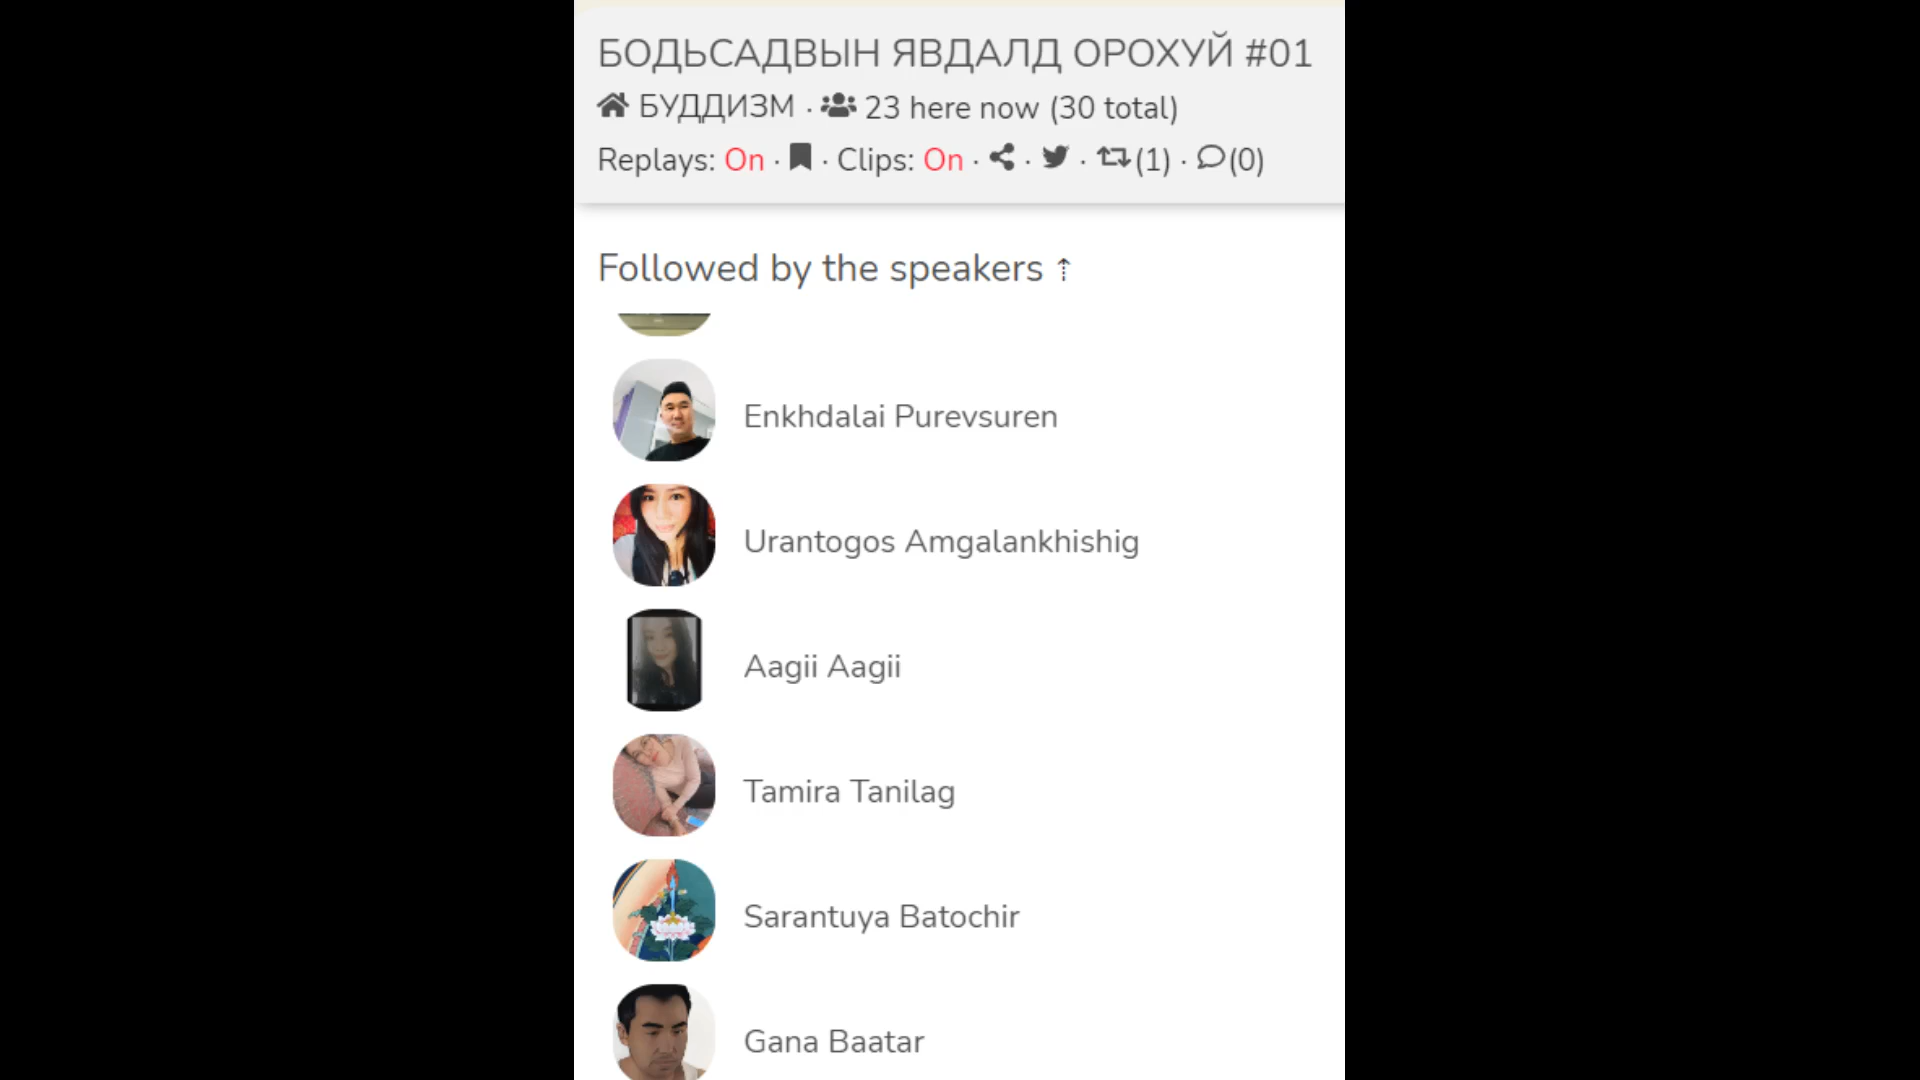 БОДЬСАДВЫН ЯВДАЛД ОРОХУЙ #01
БУДДИЗМ · 23 here now (30 total)
Replays: On · · Clips: On · · · (1) · (0)
Followed by the speakers ⇡
Enkhdalai Purevsuren
Urantogos Amgalankhishig
Aagii Aagii
Tamira Tanilag
Sarantuya Batochir
Gana Baatar